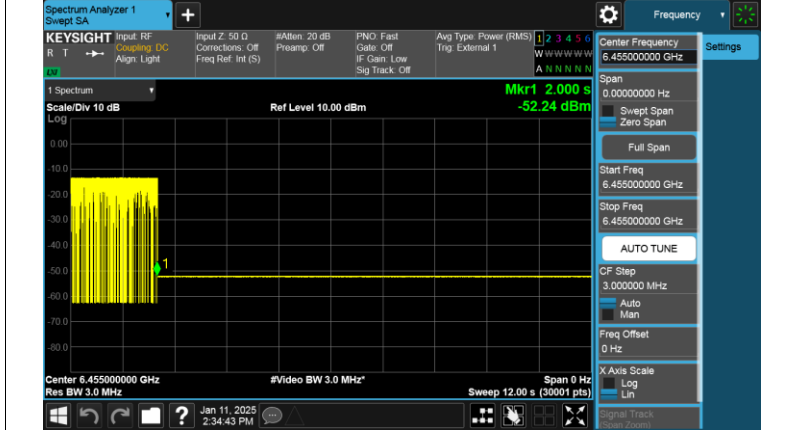 Spectrum Analyzer 1
Swept SA
+
Frequency
KEYSIGHT
R T
LXI
Input: RF
Coupling: DC
Align: Light
Input Z: 50 Ω
Corrections: Off
Freq Ref: Int (S)
#Atten: 20 dB
Preamp: Off
PNO: Fast
Gate: Off
IF Gain: Low
Sig Track: Off
Avg Type: Power (RMS)
Trig: External 1
1 2 3 4 5 6
W W W W W W
A N N N N N
1 Spectrum
Scale/Div 10 dB
Log
Ref Level 10.00 dBm
Mkr1 2.000 s
-52.24 dBm
0.00
-10.0
-20.0
-30.0
-40.0
-50.0
-60.0
-70.0
-80.0
1
Center 6.455000000 GHz
Res BW 3.0 MHz
#Video BW 3.0 MHz*
Span 0 Hz
Sweep 12.00 s (30001 pts)
Center Frequency
6.455000000 GHz
Settings
Span
0.00000000 Hz
Swept Span
Zero Span
Full Span
Start Freq
6.455000000 GHz
Stop Freq
6.455000000 GHz
AUTO TUNE
CF Step
3.000000 MHz
Auto
Man
Freq Offset
0 Hz
X Axis Scale
Log
Lin
Signal Track
(Span Zoom)
?
Jan 11, 2025
2:34:43 PM